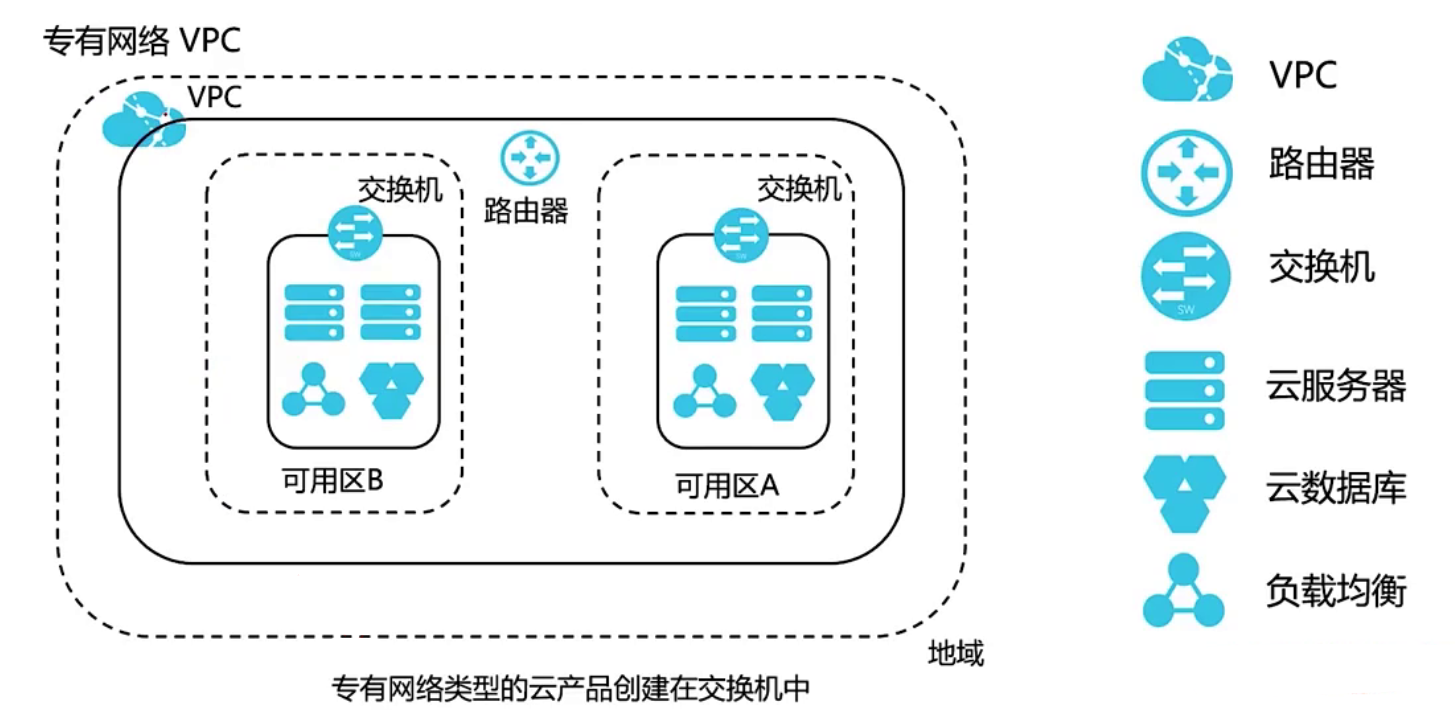 专有网络 VPC
VPC
交换机
路由器
交换机
SW
SW
可用区B
可用区A
地域
专有网络类型的云产品创建在交换机中
VPC
路由器
交换机
SW
云服务器
云数据库
负载均衡